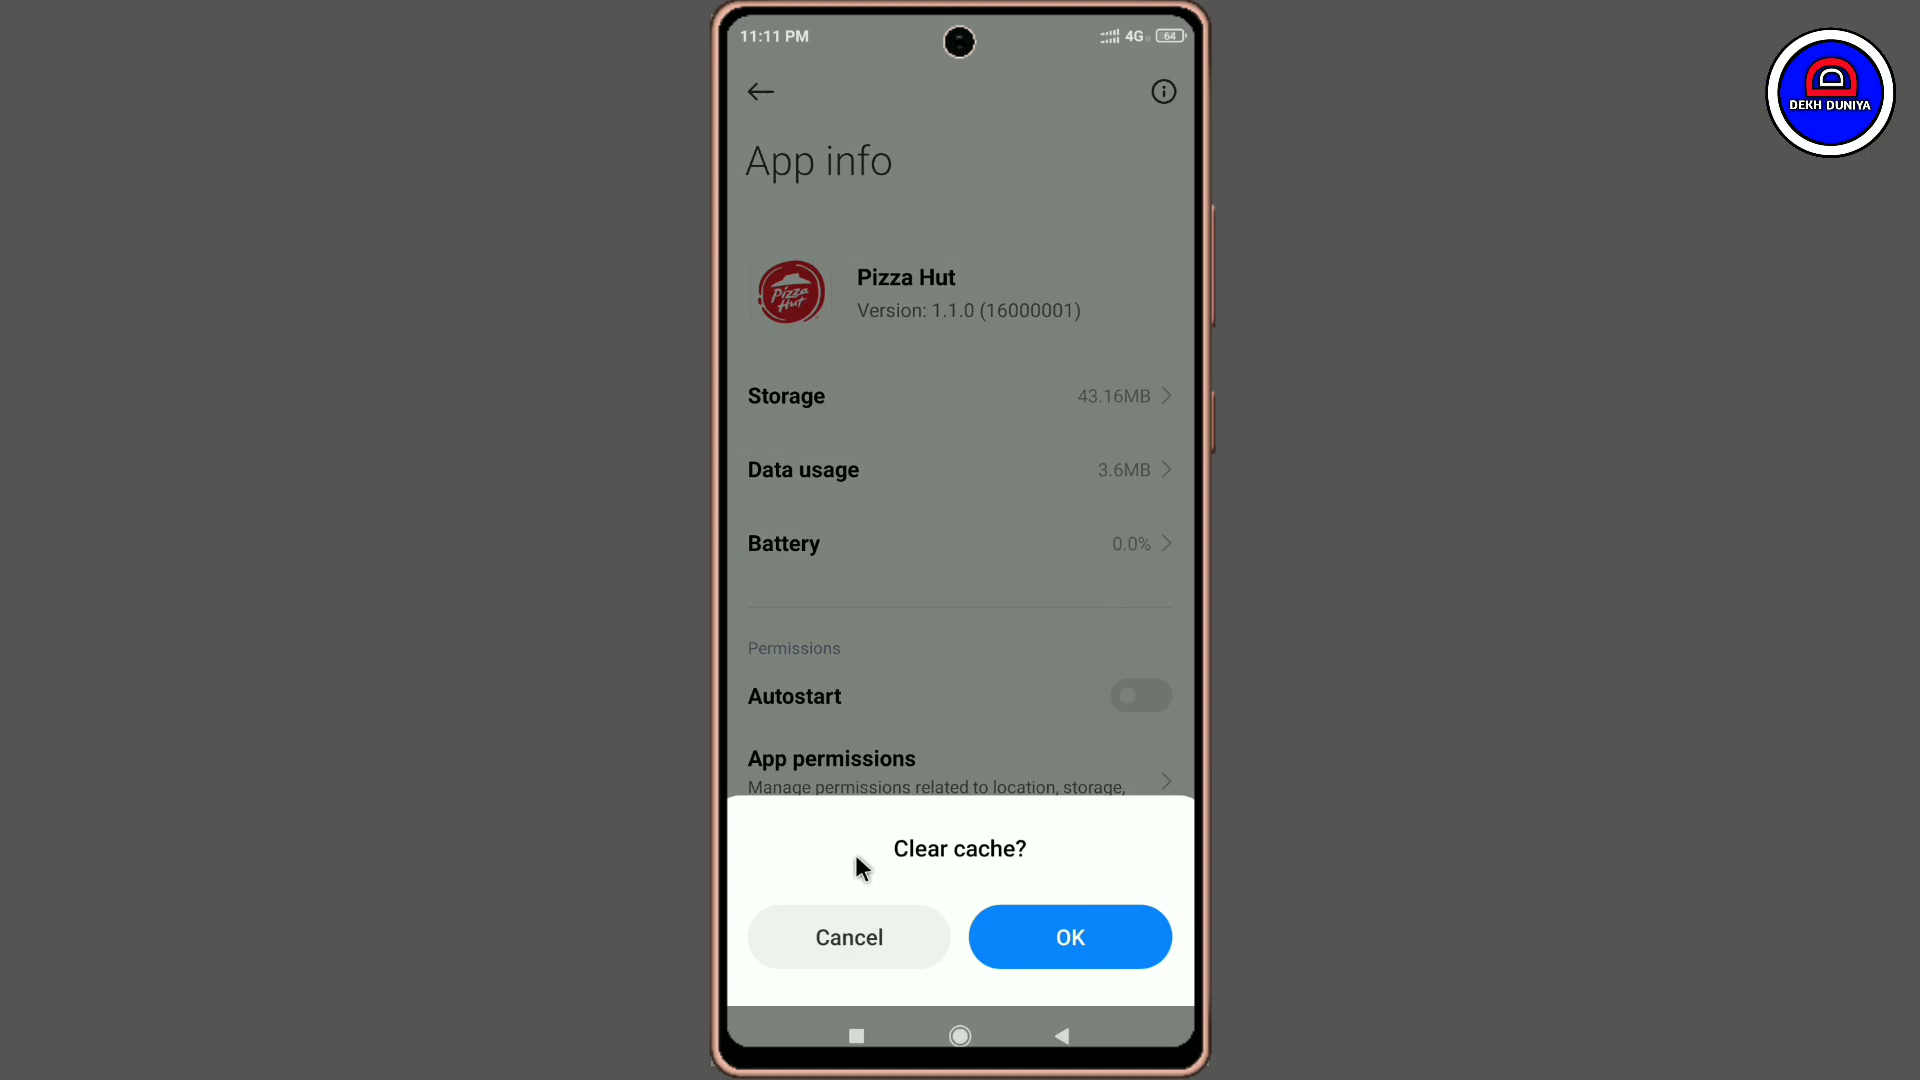 11:11 PM
4G
64
DEKH DUNIYA
App info
Pizza Hut
Pizza Hut
Version: 1.1.0 (16000001)
Storage
43.16MB
Data usage
3.6MB
Battery
0.0%
Permissions
Autostart
App permissions
Manage permissions related to location, storage,
Clear cache?
Cancel
OK